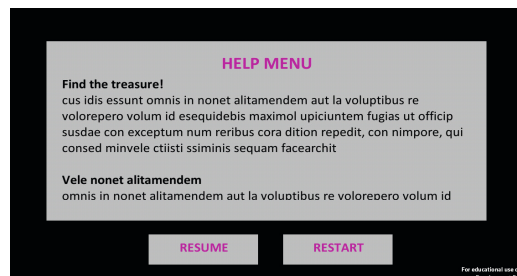 HELP MENU
Find the treasure!
cus idis essunt omnis in nonet alitamendem aut la voluptibus re
volorepero volum id esequidebis maximol upiciuntem fugias ut officip
susdae con exceptum num reribus cora dition repedit, con nimpore, qui
consed minvele ctiisti ssiminis sequam facearchit
Vele nonet alitamendem
omnis in nonet alitamendem aut la voluptibus re volorepero volum id
RESUME
RESTART
For educational use o